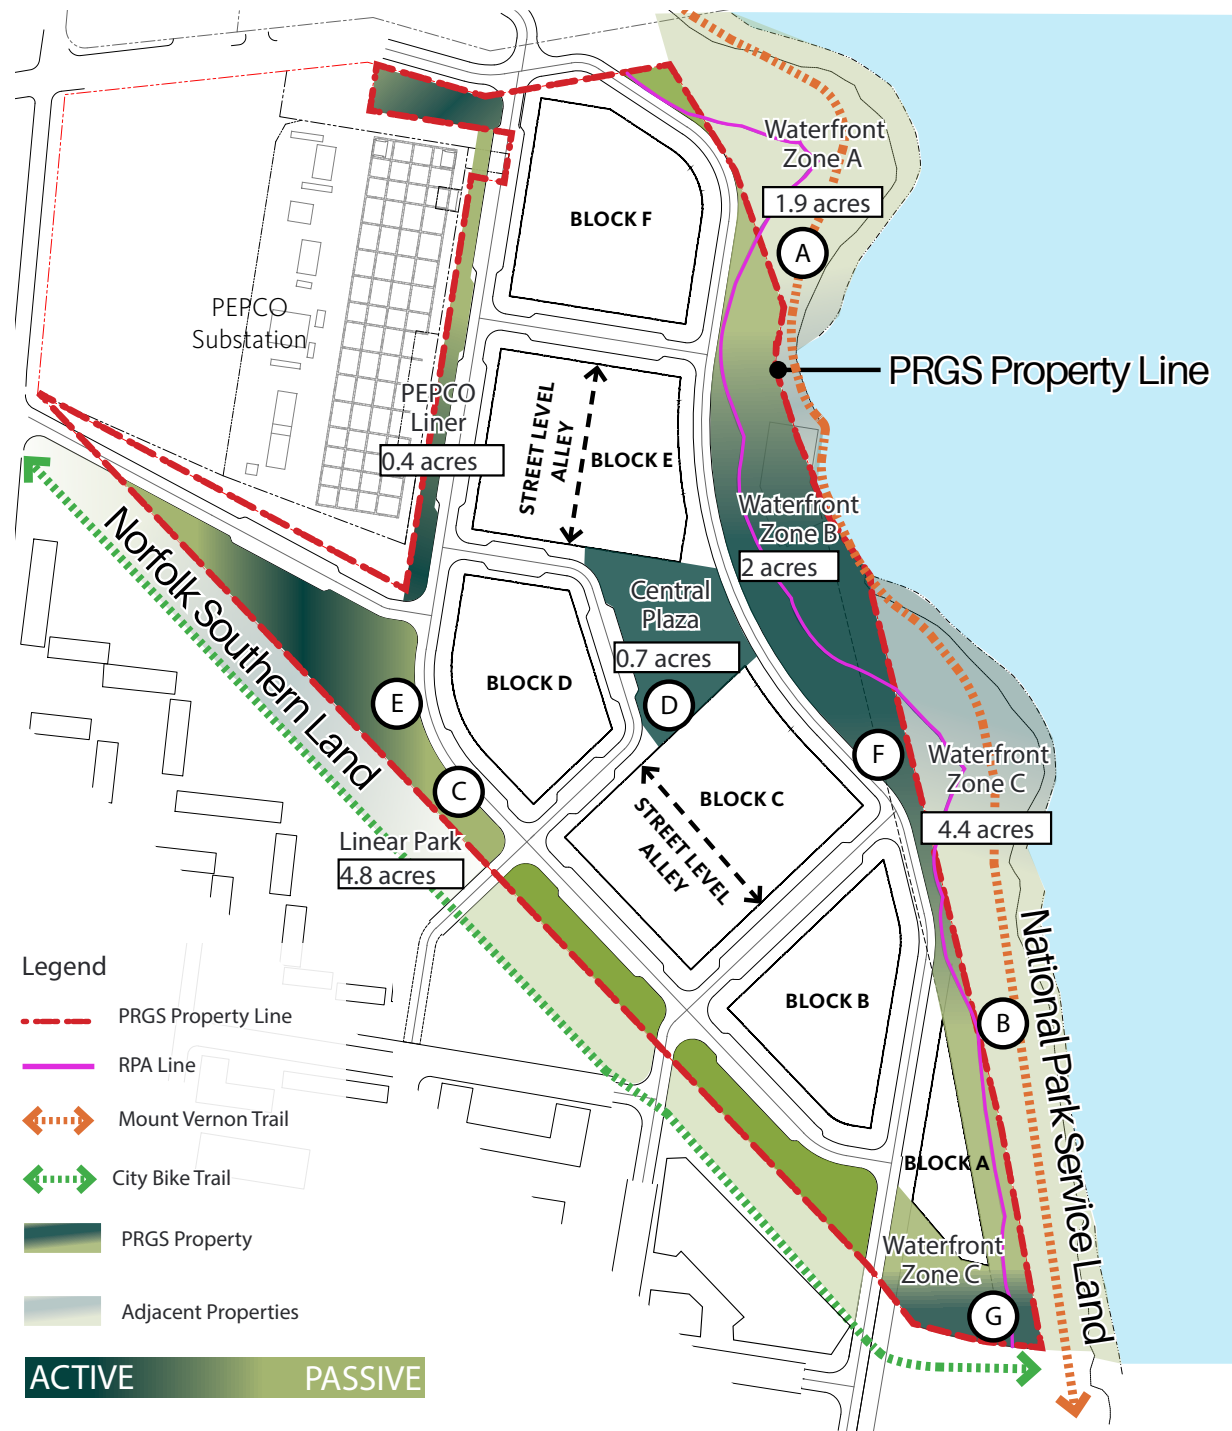 Waterfront
Zone A
1.9 acres
A
BLOCK F
PEPCO
Substation
PRGS Property Line
PEPCO
Liner
0.4 acres
STREET LEVEL
ALLEY
BLOCK E
Waterfront
Zone B
2 acres
Norfolk Southern Land
Central
Plaza
0.7 acres
D
BLOCK D
E
F
C
Waterfront
Zone C
4.4 acres
BLOCK C
STREET LEVEL
ALLEY
Linear Park
4.8 acres
BLOCK B
B
National Park Service Land
BLOCK A
Waterfront
Zone C
G
Legend
PRGS Property Line
RPA Line
Mount Vernon Trail
City Bike Trail
PRGS Property
Adjacent Properties
ACTIVE PASSIVE